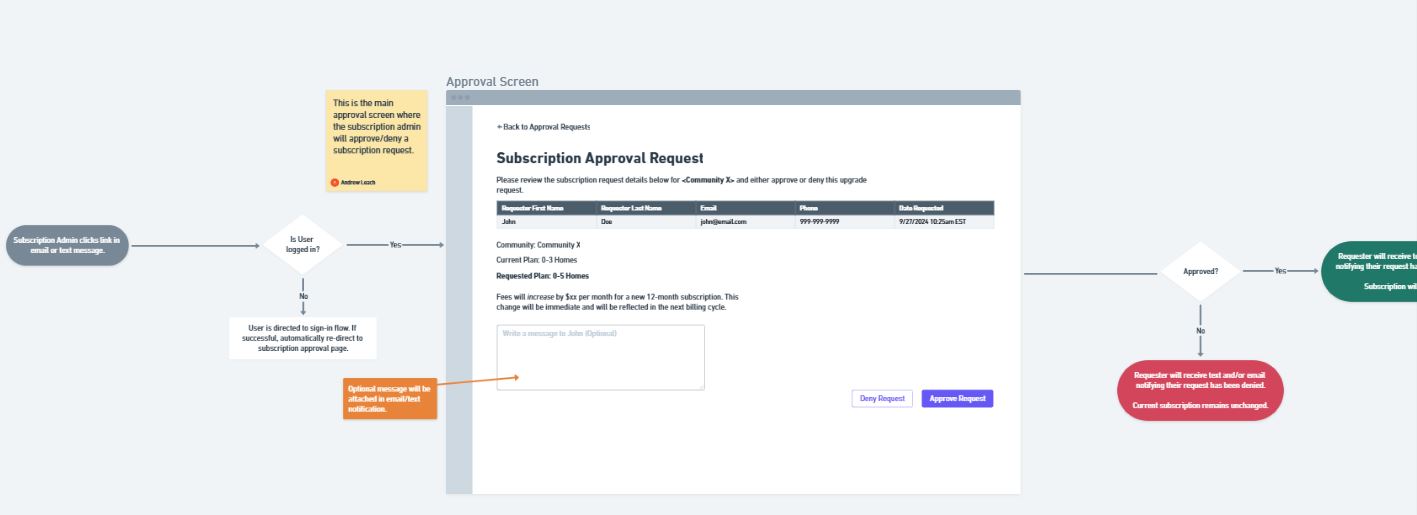 Approval Screen
This is the main
approval screen where
the subscription admin
will approve/deny a
subscription request.
Andrew Leach
Subscription Admin clicks link in
email or text message.
Is User
logged in?
Yes
No
User is directed to sign-in flow. If
successful, automatically re-direct to
subscription approval page.
Back to Approval Requests
Subscription Approval Request
Please review the subscription request details below for <Community X> and either approve or deny this upgrade
request.
Requester First Name Requester Last Name Email Phone Date Requested
John Doe john@email.com 999-999-9999 9/27/2024 10:25am EST
Community: Community X
Current Plan: 0-3 Homes
Requested Plan: 0-5 Homes
Fees will increase by $xx per month for a new 12-month subscription. This
change will be immediate and will be reflected in the next billing cycle.
Write a message to John (Optional)
Optional message will be
attached in email/text
notification.
Deny Request
Approve Request
Approved?
Yes
Requester will receive
notifying their request
Subscription
No
Requester will receive text and/or email
notifying their request has been denied.
Current subscription remains unchanged.